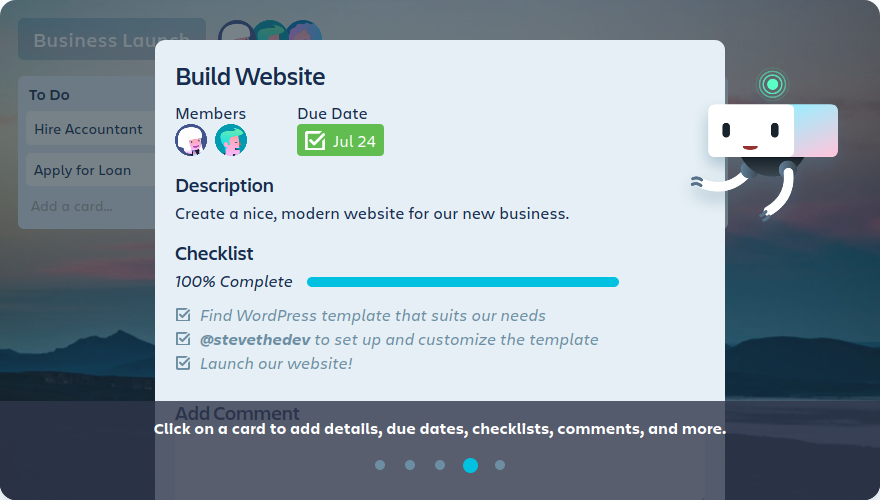 Business Launch
To Do
Hire Accountant
Apply for Loan
Add a card...
Build Website
Members
Due Date
Jul 24
Description
Create a nice, modern website for our new business.
Checklist
100% Complete
Find WordPress template that suits our needs
@stevethedev to set up and customize the template
Launch our website!
Add Comment
Click on a card to add details, due dates, checklists, comments, and more.